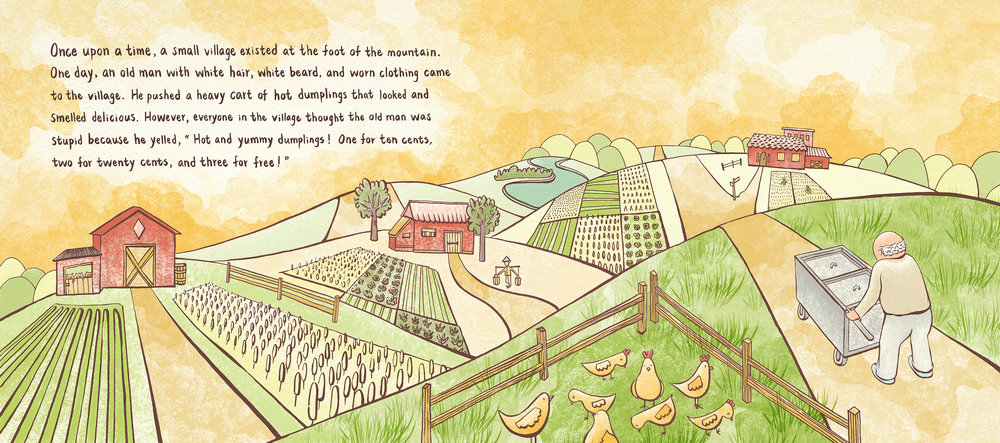 Once upon a time, a small village existed at the foot of the mountain.
One day, an old man with white hair, white beard, and worn clothing came
to the village. He pushed a heavy cart of hot dumplings that looked and
smelled delicious. However, everyone in the village thought the old man was
stupid because he yelled, " Hot and yummy dumplings! One for ten cents,
two for twenty cents, and three for free! "